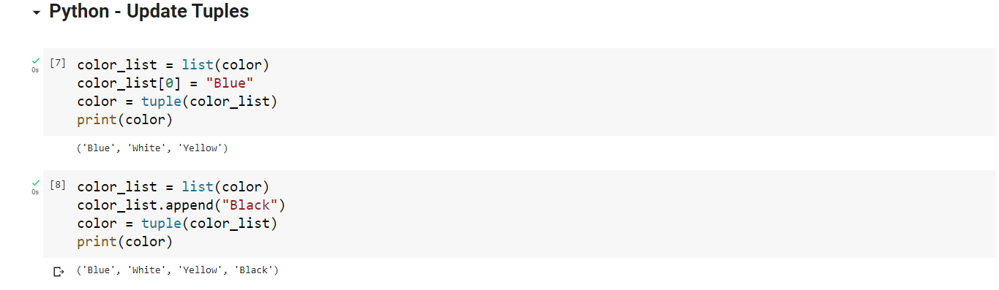 Python - Update Tuples
0s
[7]
color_list = list(color)
color_list[0] = "Blue"
color = tuple(color_list)
print(color)
('Blue', 'White', 'Yellow')
0s
[8]
color_list = list(color)
color_list.append("Black")
color = tuple(color_list)
print(color)
('Blue', 'White', 'Yellow', 'Black')